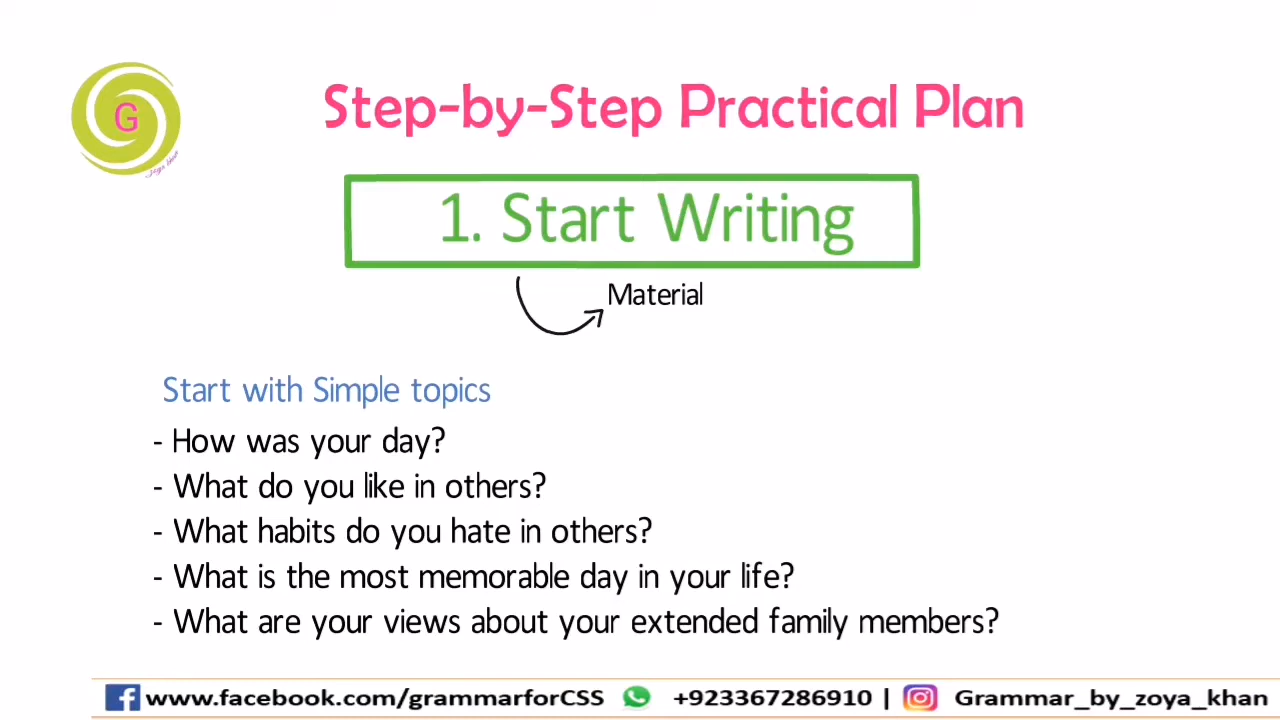 G
Step-by-Step Practical Plan
1. Start Writing
Material
Start with Simple topics
- How was your day?
- What do you like in others?
- What habits do you hate in others?
- What is the most memorable day in your life?
- What are your views about your extended family members?
www.facebook.com/grammarforCSS +923367286910 | Grammar_by_zoya_khan